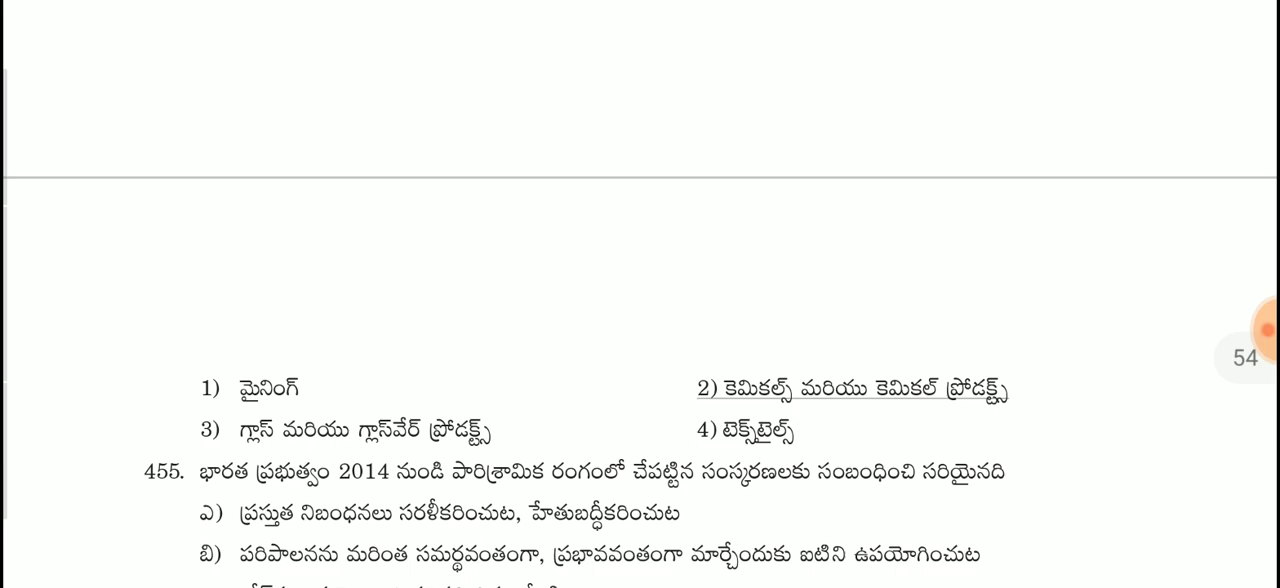 1) మైనింగ్ 2) కెమికల్స్ మరియు కెమికల్ ప్రోడక్ట్స్
3) గ్లాస్ మరియు గ్లాస్‌వేర్ ప్రోడక్ట్స్ 4) టెక్స్‌టైల్స్
455. భారత ప్రభుత్వం 2014 నుండి పారిశ్రామిక రంగంలో చేపట్టిన సంస్కరణలకు సంబంధించి సరియైనది
ఎ) ప్రస్తుత నిబంధనలు సరళీకరించుట, హేతుబద్ధీకరించుట
బి) పరిపాలనను మరింత సమర్థవంతంగా, ప్రభావవంతంగా మార్చేందుకు ఐటిని ఉపయోగించుట
54